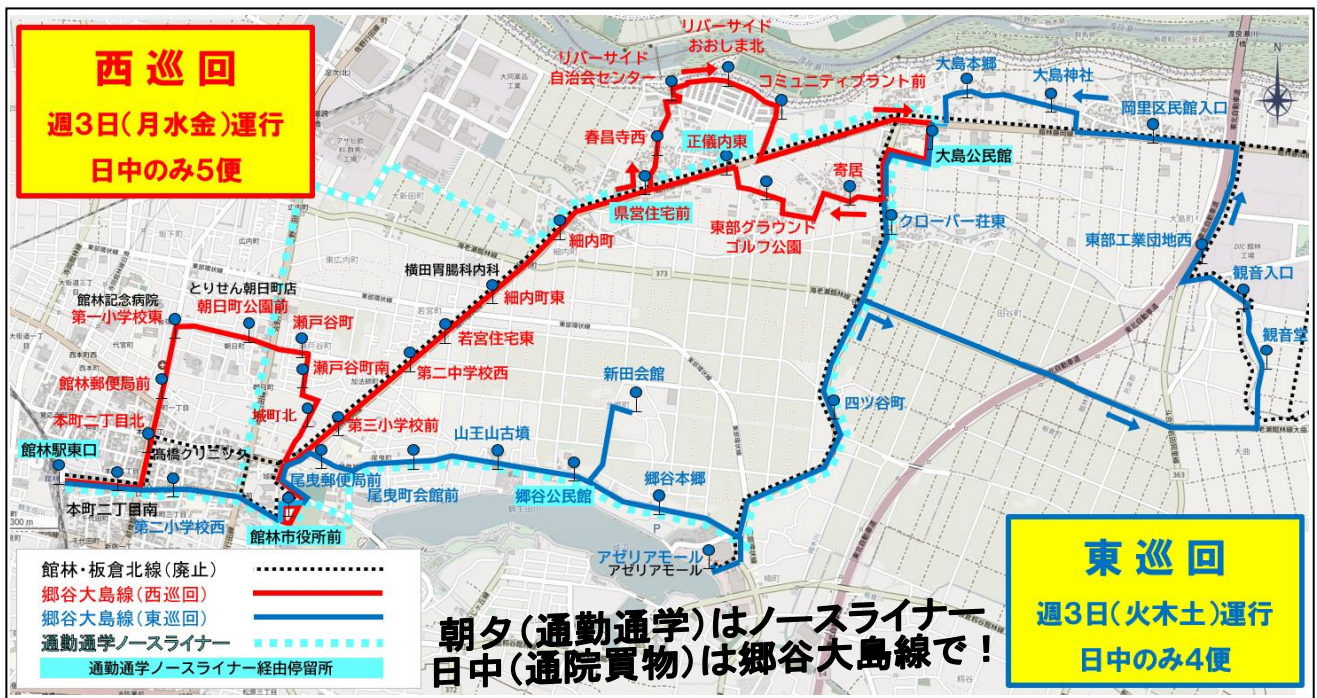 西巡回
週3日(月水金)運行
日中のみ5便
リバーサイド
おおしま北
リバーサイド
自治会センター
コミュニティプラント前
大島本郷
大島神社
岡里区民館入口
春昌寺西
正儀内東
大島公民館
寄居
県営住宅前
東部グラウンド
ゴルフ公園
クローバー荘東
東部工業団地西
観音入口
観音堂
細内町
横田胃腸科内科
細内町東
若宮住宅東
第二中学校西
とりせん朝日町店
朝日町公園前
館林記念病院
第一小学校東
瀬戸谷町
瀬戸谷町南
館林郵便局前
城町北
第三小学校前
本町二丁目北
髙橋クリニック
館林駅東口
本町二丁目南
第二小学校西
館林市役所前
尾曳郵便局前
尾曳町会館前
山王山古墳
新田会館
郷谷公民館
郷谷本郷
四ツ谷町
アゼリアモール
アゼリアモール
373
363
354
N
300 m
P
館林・板倉北線(廃止)
郷谷大島線(西巡回)
郷谷大島線(東巡回)
通勤通学ノースライナー
通勤通学ノースライナー経由停留所
朝夕(通勤通学)はノースライナー
日中(通院買物)は郷谷大島線で!
東巡回
週3日(火木土)運行
日中のみ4便